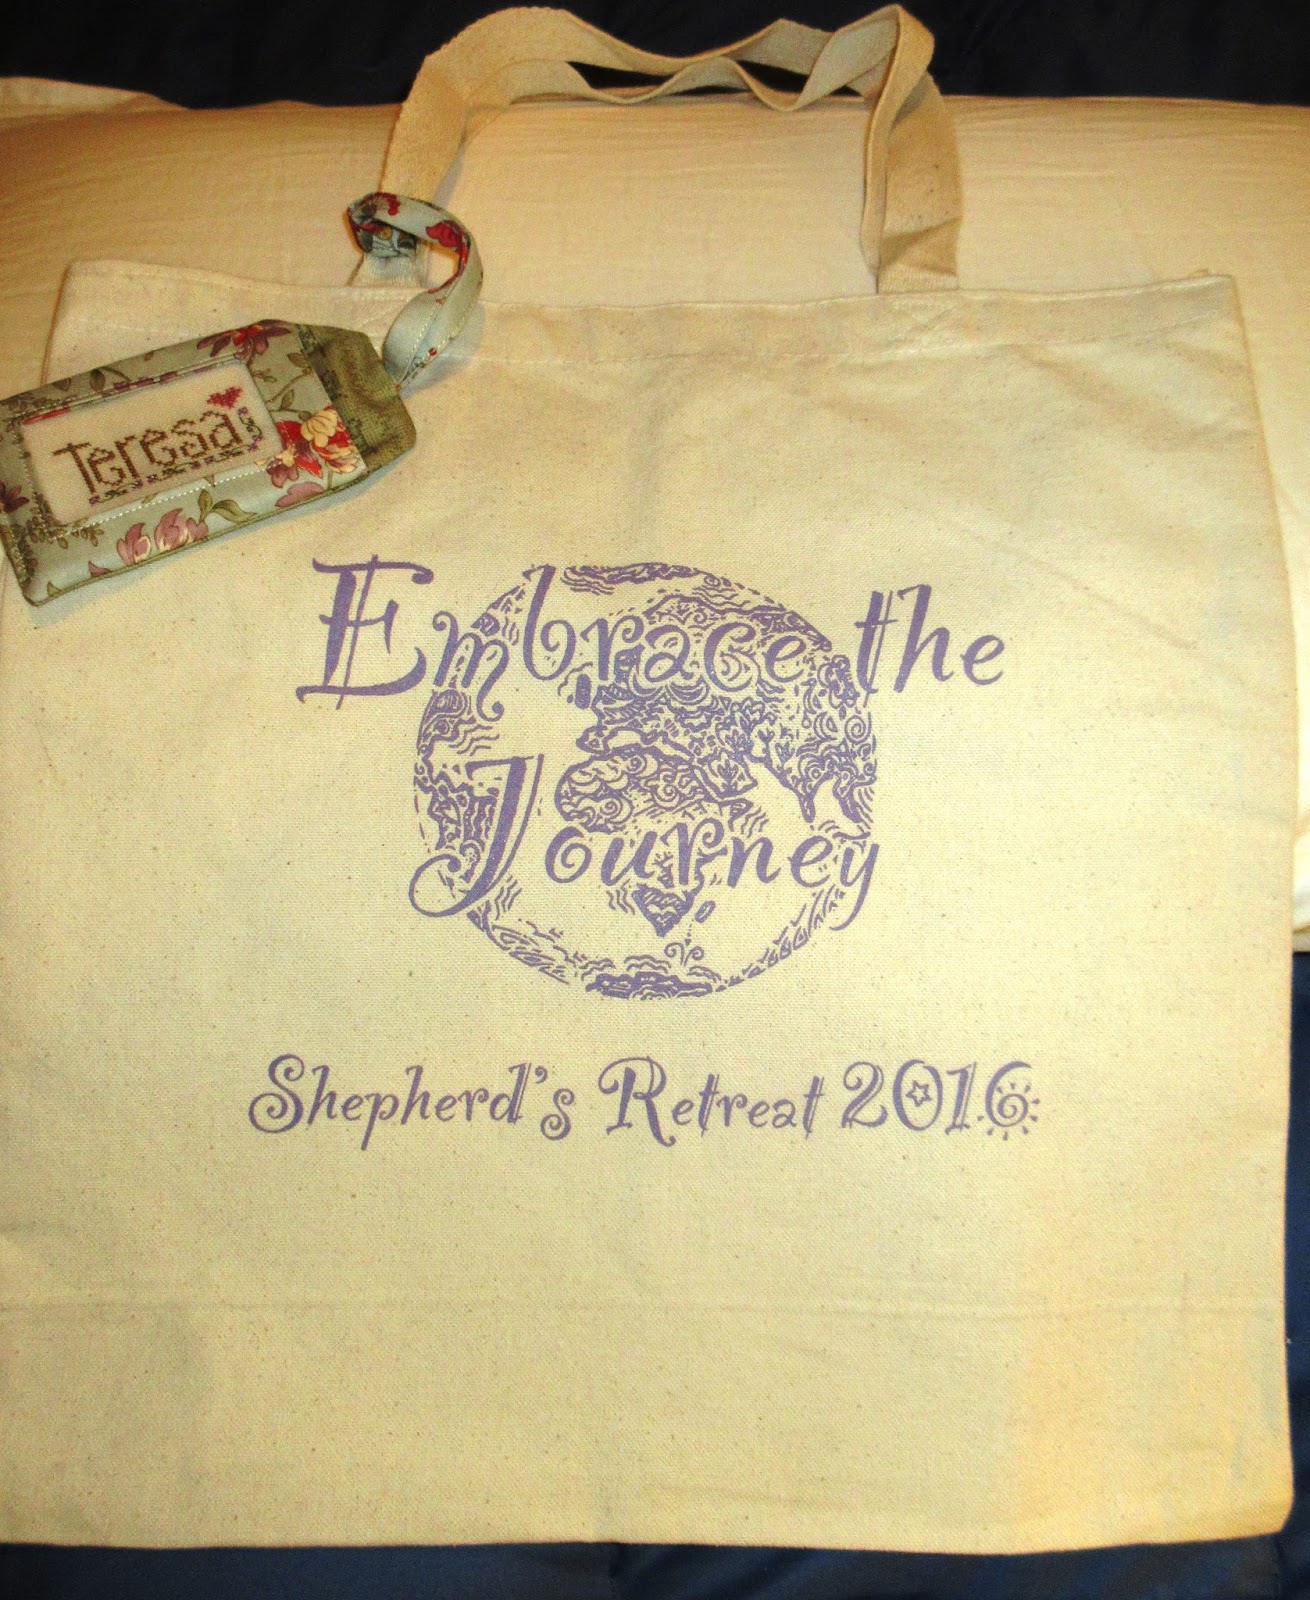 Teresa
Embrace the
Journey
Shepherd's Retreat 2016